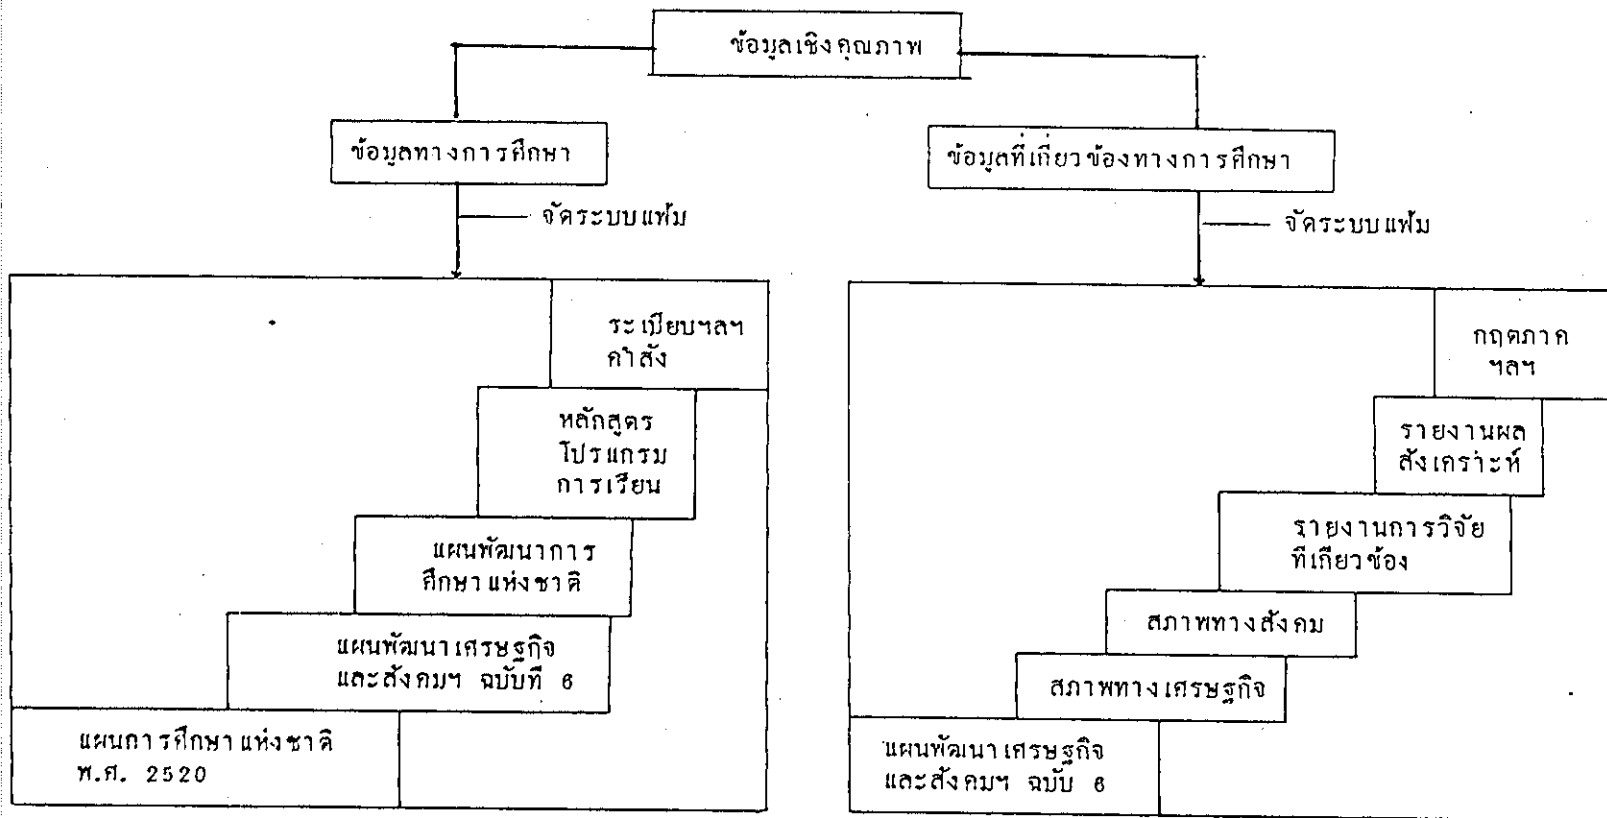 ข้อมูลเชิงคุณภาพ
ข้อมูลทางการศึกษา
ข้อมูลที่เกี่ยวข้องทางการศึกษา
จัดระบบแฟ้ม
จัดระบบแฟ้ม
ระเบียบฯลฯ
คำสั่ง
หลักสูตร
โปรแกรม
การเรียน
แผนพัฒนาการ
ศึกษาแห่งชาติ
แผนพัฒนาเศรษฐกิจ
และสังคมฯ ฉบับที่ 6
แผนการศึกษาแห่งชาติ
พ.ศ. 2520
กฤตภาค
ฯลฯ
รายงานผล
สังเคราะห์
รายงานการวิจัย
ที่เกี่ยวข้อง
สภาพทางสังคม
สภาพทางเศรษฐกิจ
แผนพัฒนาเศรษฐกิจ
และสังคมฯ ฉบับ 6